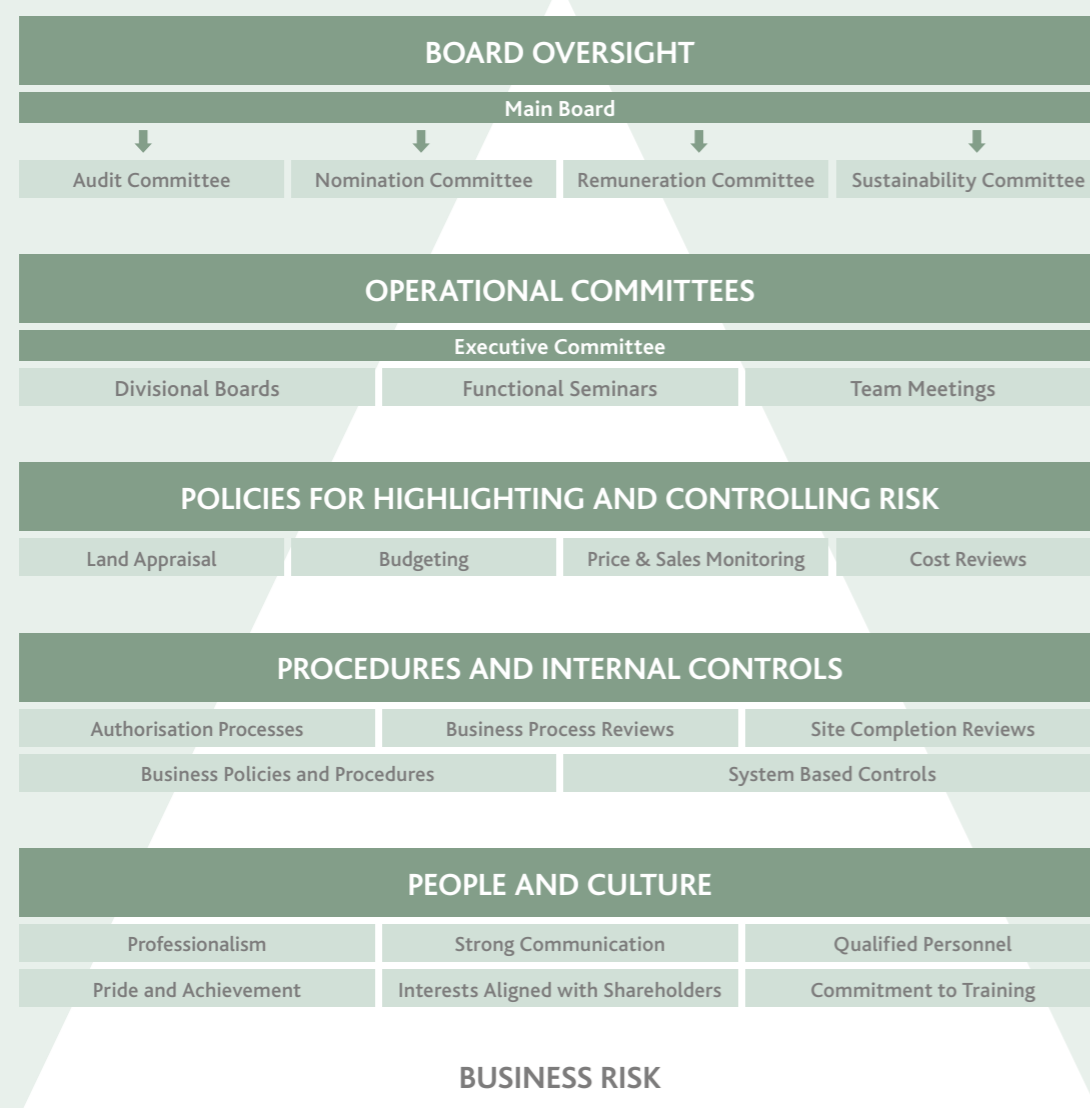 BOARD OVERSIGHT
Main Board
Audit Committee
Nomination Committee
Remuneration Committee
Sustainability Committee
OPERATIONAL COMMITTEES
Executive Committee
Divisional Boards
Functional Seminars
Team Meetings
POLICIES FOR HIGHLIGHTING AND CONTROLLING RISK
Land Appraisal
Budgeting
Price & Sales Monitoring
Cost Reviews
PROCEDURES AND INTERNAL CONTROLS
Authorisation Processes
Business Process Reviews
Site Completion Reviews
Business Policies and Procedures
System Based Controls
PEOPLE AND CULTURE
Professionalism
Strong Communication
Qualified Personnel
Pride and Achievement
Interests Aligned with Shareholders
Commitment to Training
BUSINESS RISK